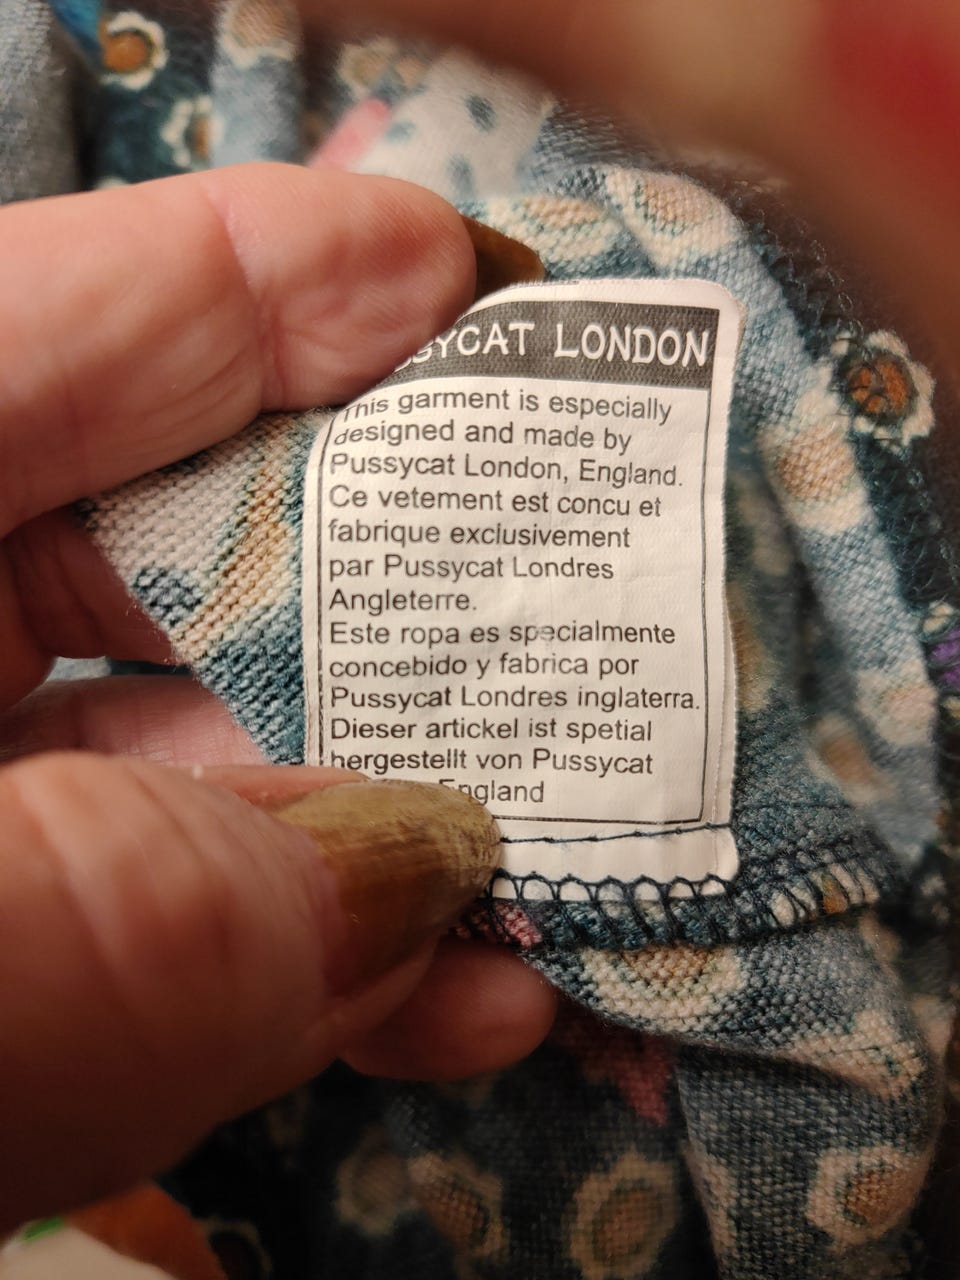 SSYCAT LONDON
This garment is especially
designed and made by
Pussycat London, England.
Ce vetement est concu et
fabrique exclusivement
par Pussycat Londres
Angleterre.
Este ropa es specialmente
concebido y fabrica por
Pussycat Londres inglaterra.
Dieser artickel ist spetial
hergestellt von Pussycat
England